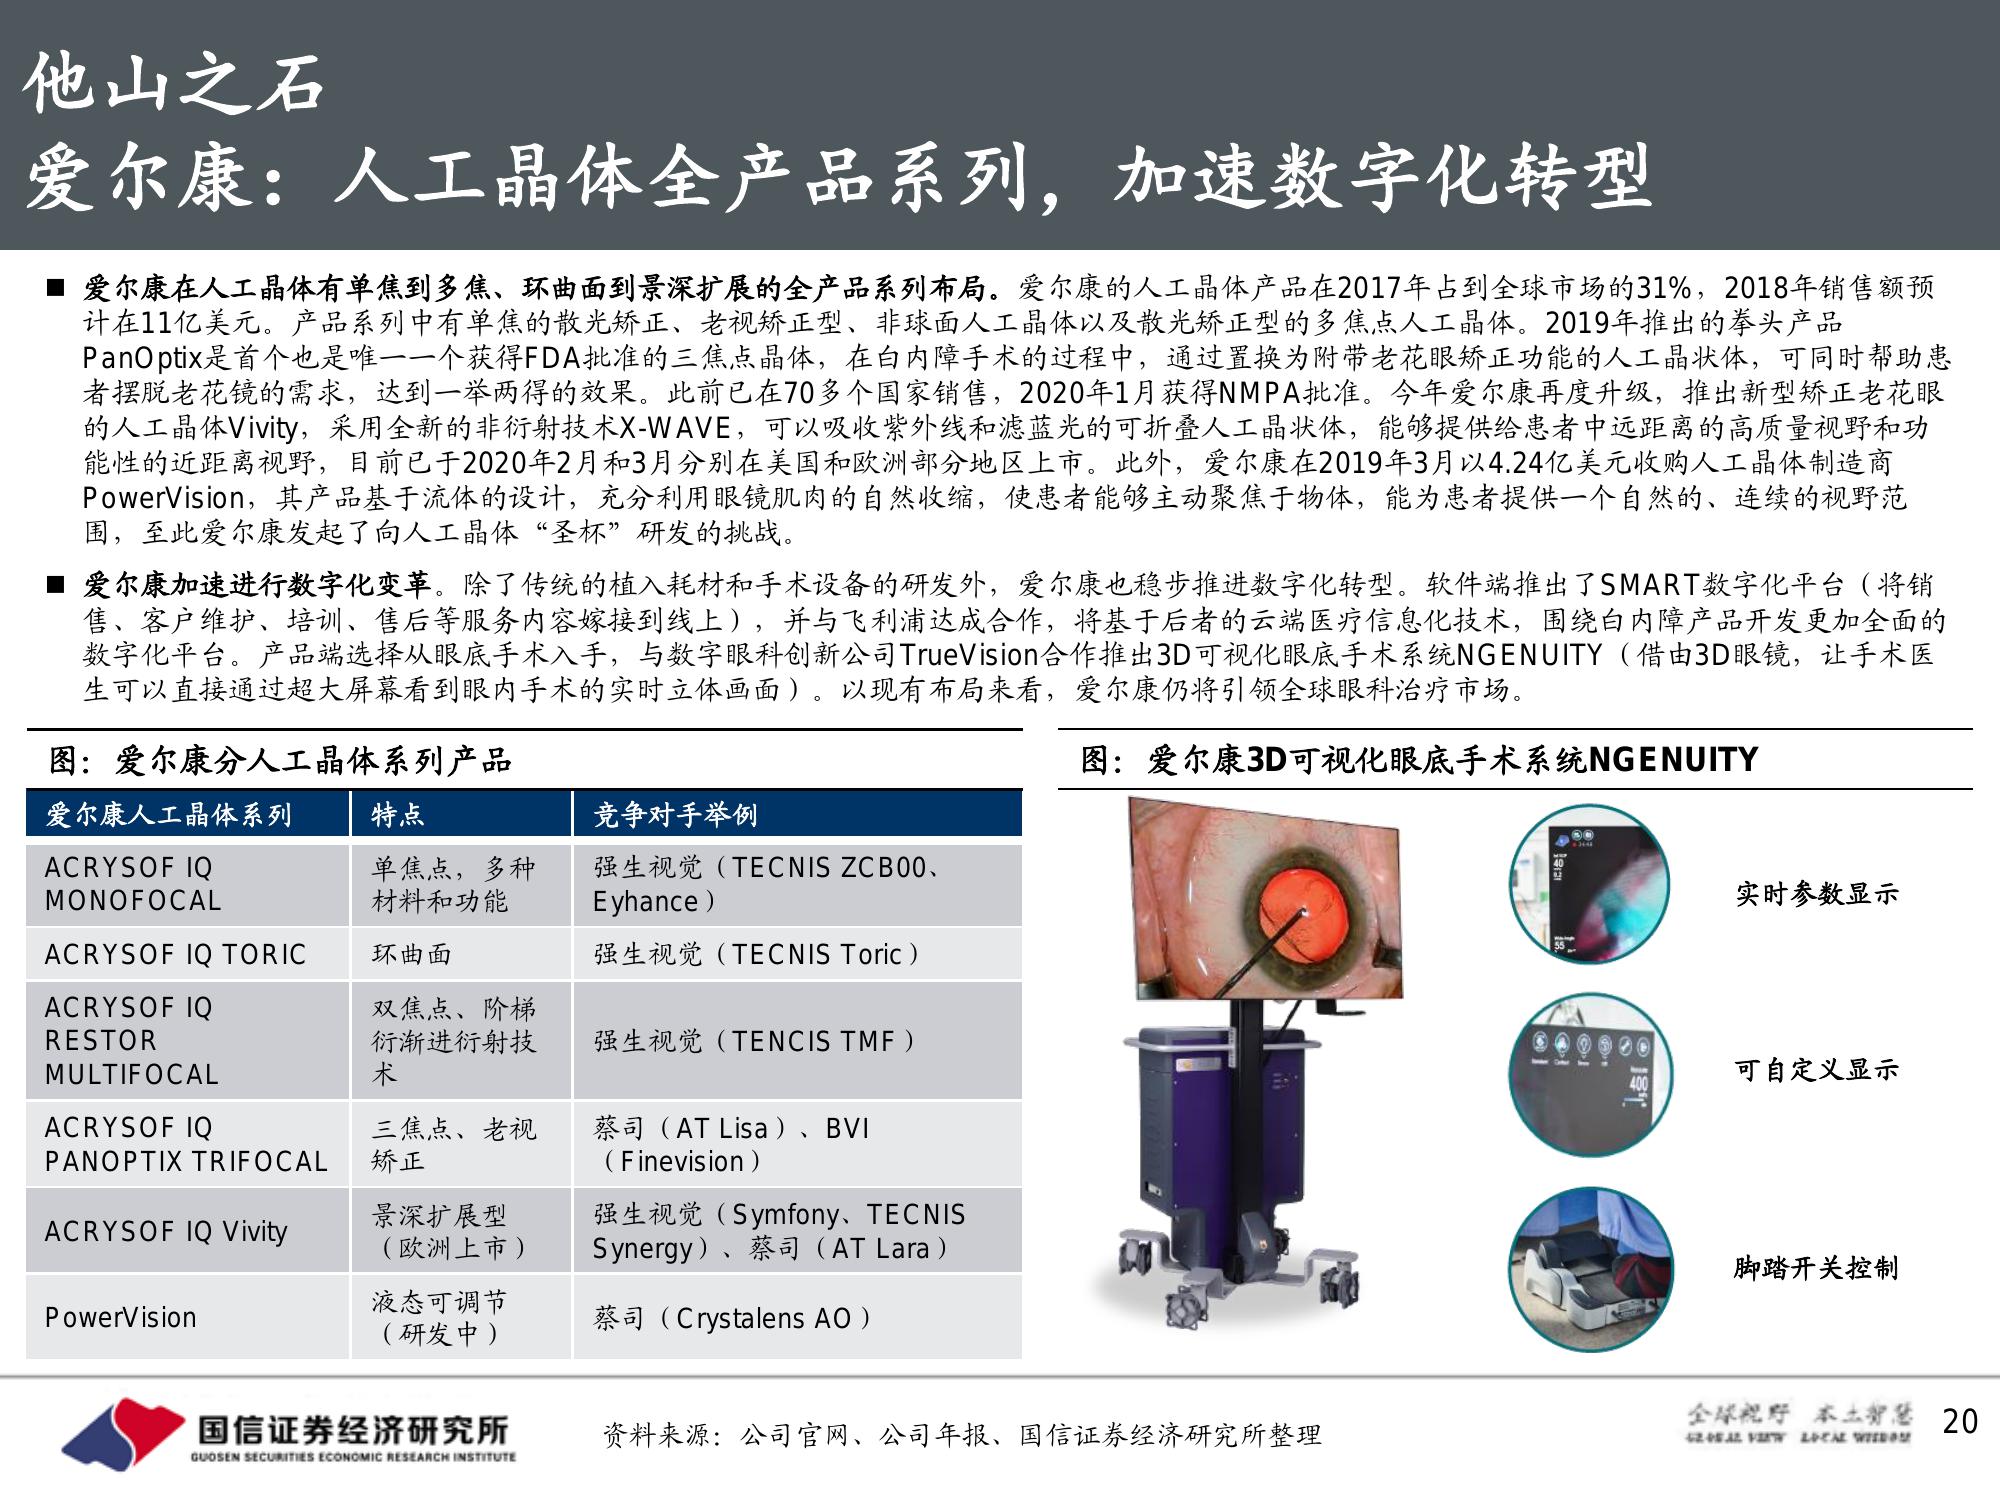 他山之石
爱尔康：人工晶体全产品系列，加速数字化转型
■ 爱尔康在人工晶体有单焦到多焦、环曲面到景深扩展的全产品系列布局。爱尔康的人工晶体产品在2017年占到全球市场的31%，2018年销售额预
计在11亿美元。产品系列中有单焦的散光矫正、老视矫正型、非球面人工晶体以及散光矫正型的多焦点人工晶体。2019年推出的拳头产品
PanOptix是首个也是唯一一个获得FDA批准的三焦点晶体，在白内障手术的过程中，通过置换为附带老花眼矫正功能的人工晶状体，可同时帮助患
者摆脱老花镜的需求，达到一举两得的效果。此前已在70多个国家销售，2020年1月获得NMPA批准。今年爱尔康再度升级，推出新型矫正老花眼
的人工晶体Vivity，采用全新的非衍射技术X-WAVE，可以吸收紫外线和滤蓝光的可折叠人工晶状体，能够提供给患者中远距离的高质量视野和功
能性的近距离视野，目前已于2020年2月和3月分别在美国和欧洲部分地区上市。此外，爱尔康在2019年3月以4.24亿美元收购人工晶体制造商
PowerVision，其产品基于流体的设计，充分利用眼镜肌肉的自然收缩，使患者能够主动聚焦于物体，能为患者提供一个自然的、连续的视野范
围，至此爱尔康发起了向人工晶体“圣杯”研发的挑战。
■ 爱尔康加速进行数字化变革。除了传统的植入耗材和手术设备的研发外，爱尔康也稳步推进数字化转型。软件端推出了SMART数字化平台（将销
售、客户维护、培训、售后等服务内容嫁接到线上），并与飞利浦达成合作，将基于后者的云端医疗信息化技术，围绕白内障产品开发更加全面的
数字化平台。产品端选择从眼底手术入手，与数字眼科创新公司TrueVision合作推出3D可视化眼底手术系统NGENUITY（借由3D眼镜，让手术医
生可以直接通过超大屏幕看到眼内手术的实时立体画面）。以现有布局来看，爱尔康仍将引领全球眼科治疗市场。
图：爱尔康分人工晶体系列产品
爱尔康人工晶体系列 特点 竞争对手举例
ACRYSOF IQ
MONOFOCAL
单焦点，多种
材料和功能
强生视觉（TECNIS ZCB00、
Eyhance）
ACRYSOF IQ TORIC 环曲面 强生视觉（TECNIS Toric）
ACRYSOF IQ
RESTOR
MULTIFOCAL
双焦点、阶梯
衍渐进衍射技
术
强生视觉（TENCIS TMF）
ACRYSOF IQ
PANOPTIX TRIFOCAL
三焦点、老视
矫正
蔡司（AT Lisa）、BVI
（Finevision）
ACRYSOF IQ Vivity
景深扩展型
（欧洲上市）
强生视觉（Symfony、TECNIS
Synergy）、蔡司（AT Lara）
PowerVision
液态可调节
（研发中）
蔡司（Crystalens AO）
图：爱尔康3D可视化眼底手术系统NGENUITY
40
55
实时参数显示
400
可自定义显示
脚踏开关控制
国信证券经济研究所
GUOSEN SECURITIES ECONOMIC RESEARCH INSTITUTE
资料来源：公司官网、公司年报、国信证券经济研究所整理
全球视野 本土智慧
GLOBAL VIEW LOCAL WISDOM
20